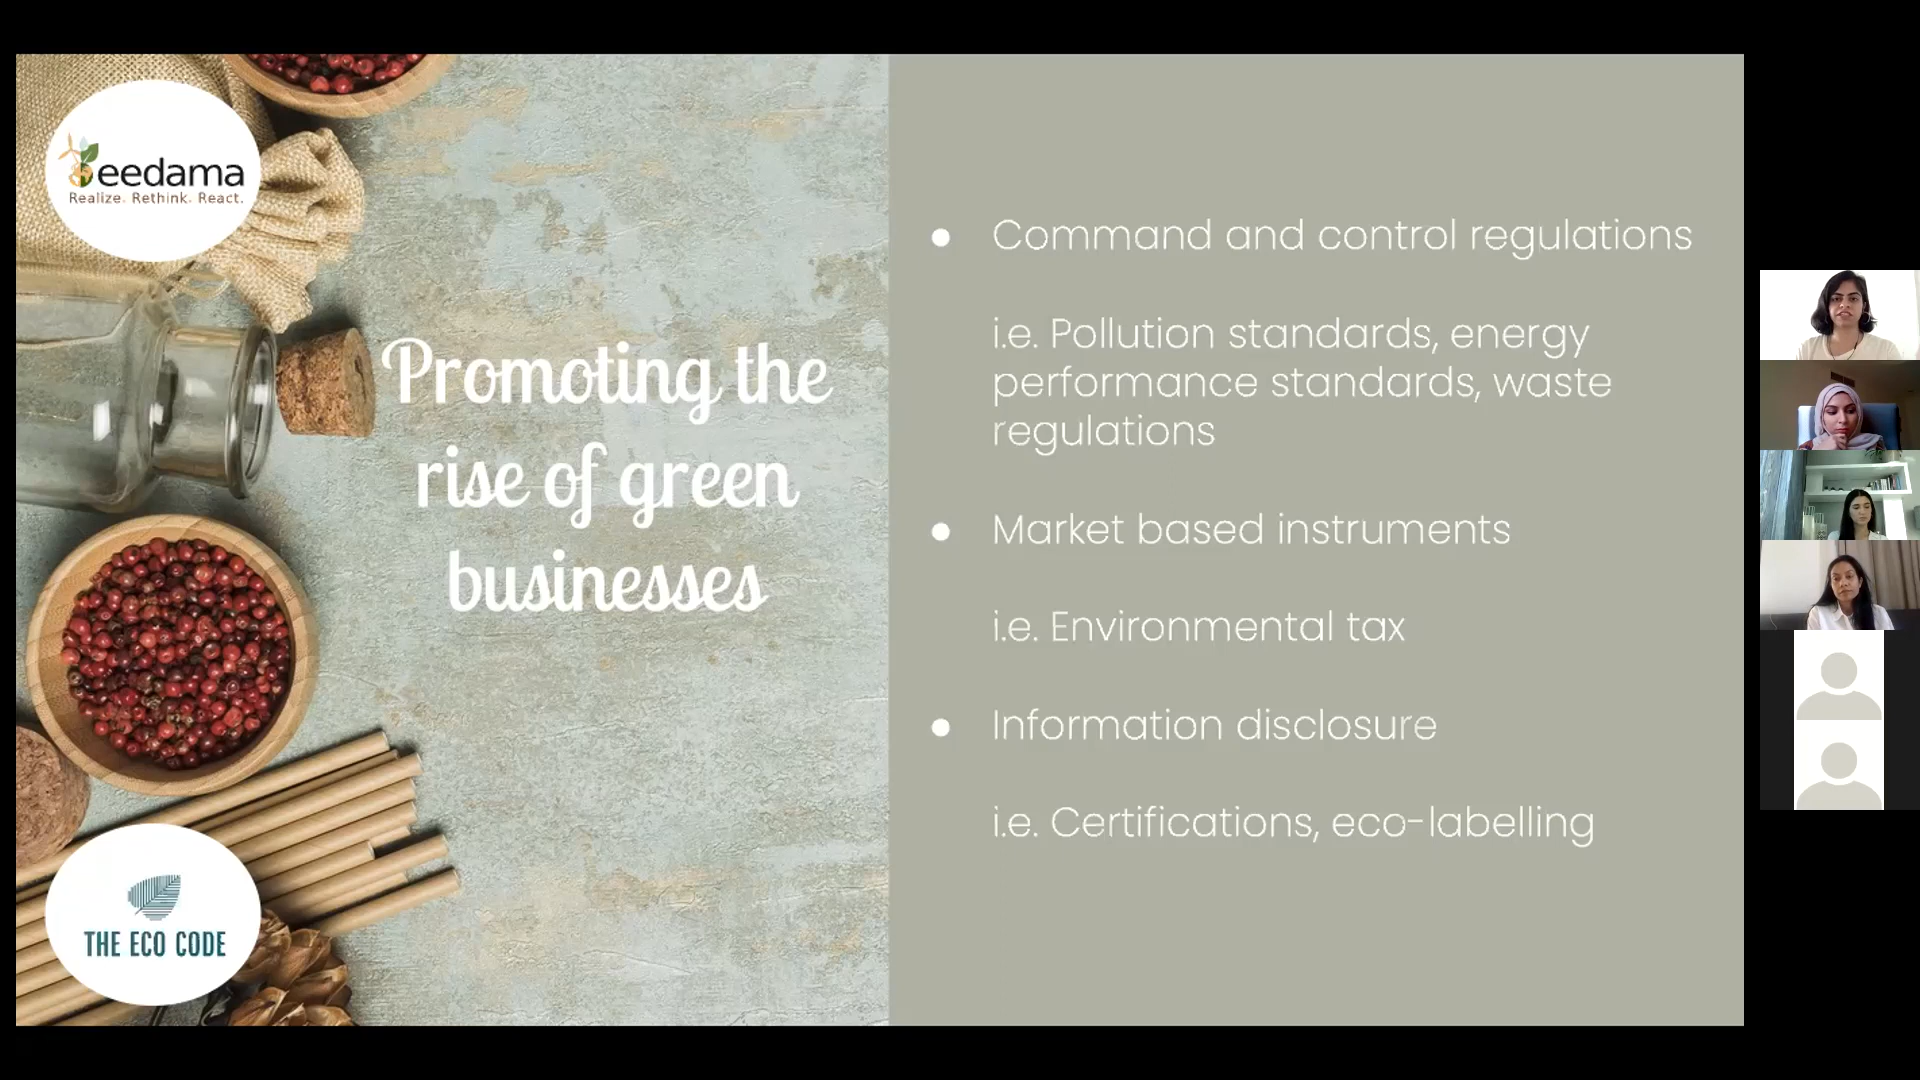 eedama
Realize. Rethink. React.
Promoting the
rise of green
businesses
THE ECO CODE
Command and control regulations
i.e. Pollution standards, energy
performance standards, waste
regulations
Market based instruments
i.e. Environmental tax
Information disclosure
i.e. Certifications, eco-labelling